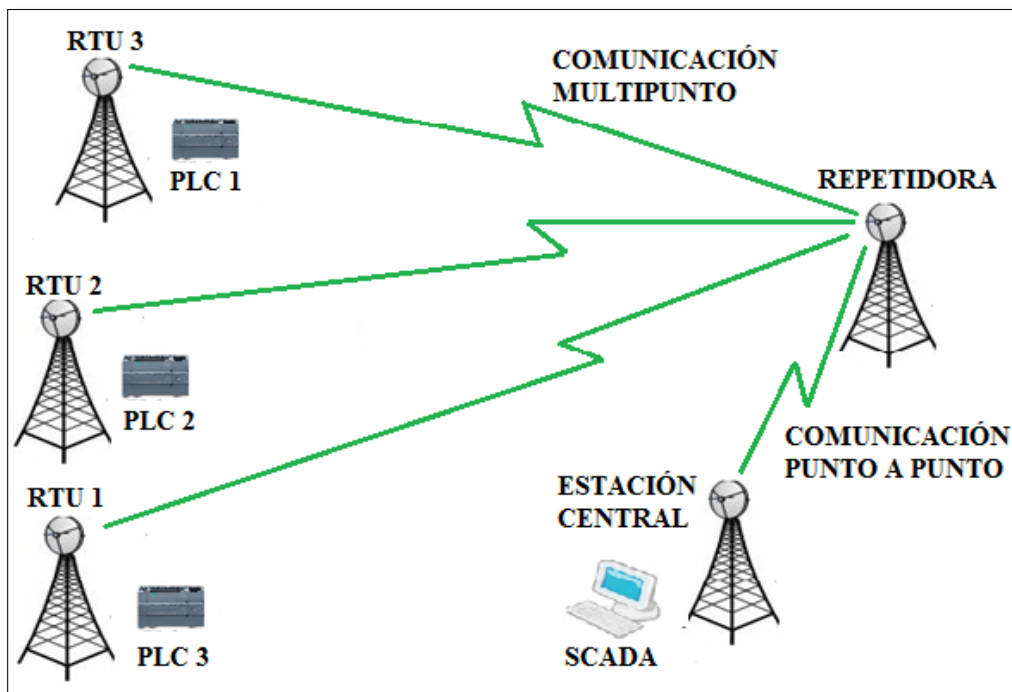 RTU 3
COMUNICACIÓN
MULTIPUNTO
PLC 1
REPETIDORA
RTU 2
PLC 2
COMUNICACIÓN
PUNTO A PUNTO
RTU 1
ESTACIÓN
CENTRAL
PLC 3
SCADA